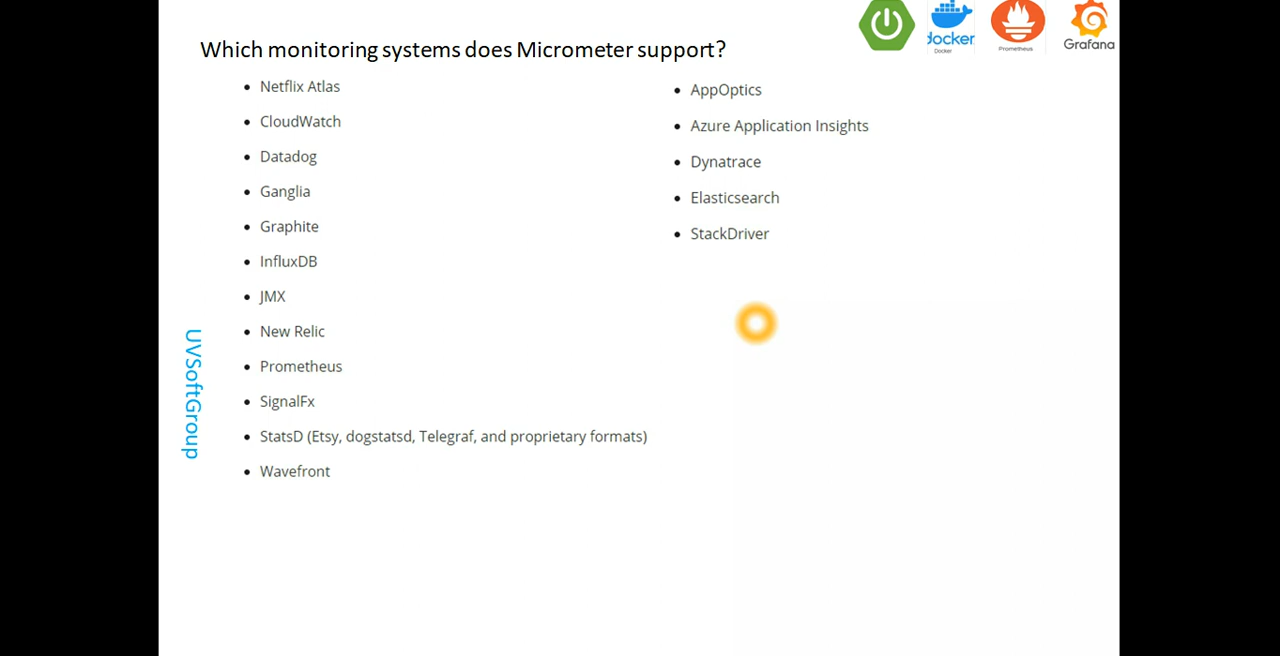 docker
Docker
Prometheus
Grafana
Which monitoring systems does Micrometer support?
Netflix Atlas
CloudWatch
Datadog
Ganglia
Graphite
InfluxDB
JMX
New Relic
Prometheus
SignalFx
StatsD (Etsy, dogstatsd, Telegraf, and proprietary formats)
Wavefront
AppOptics
Azure Application Insights
Dynatrace
Elasticsearch
StackDriver
UVSoftGroup